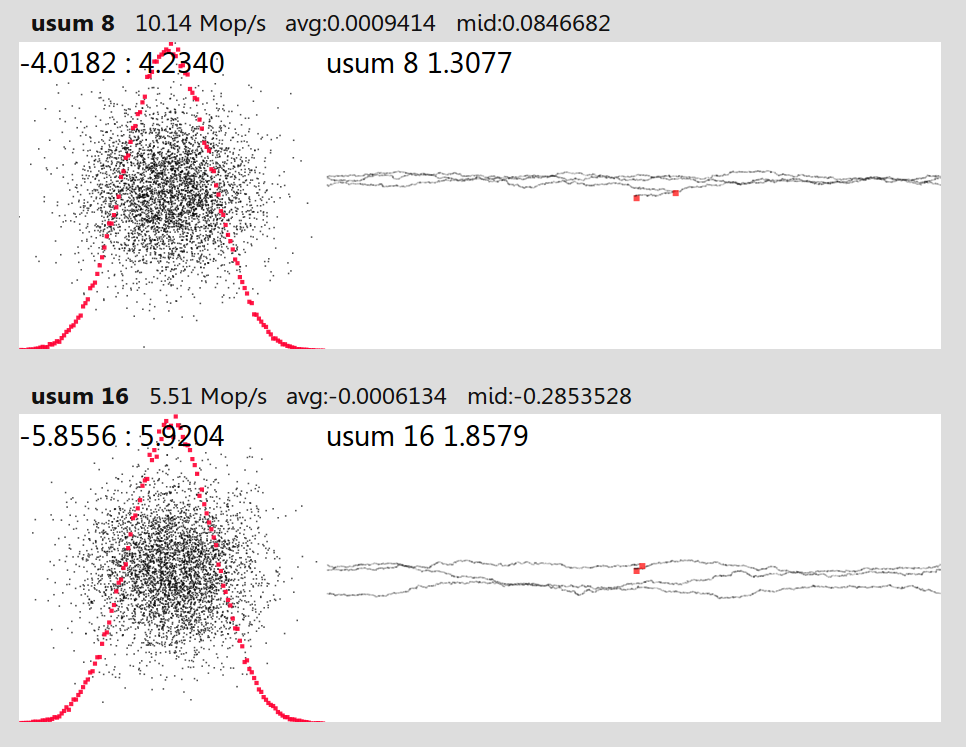 usum 8 10.14 Mop/s avg:0.0009414 mid:0.0846682
-4.0182 : 4.2340 usum 8 1.3077
usum 16 5.51 Mop/s avg:-0.0006134 mid:-0.2853528
-5.8556 : 5.9204 usum 16 1.8579